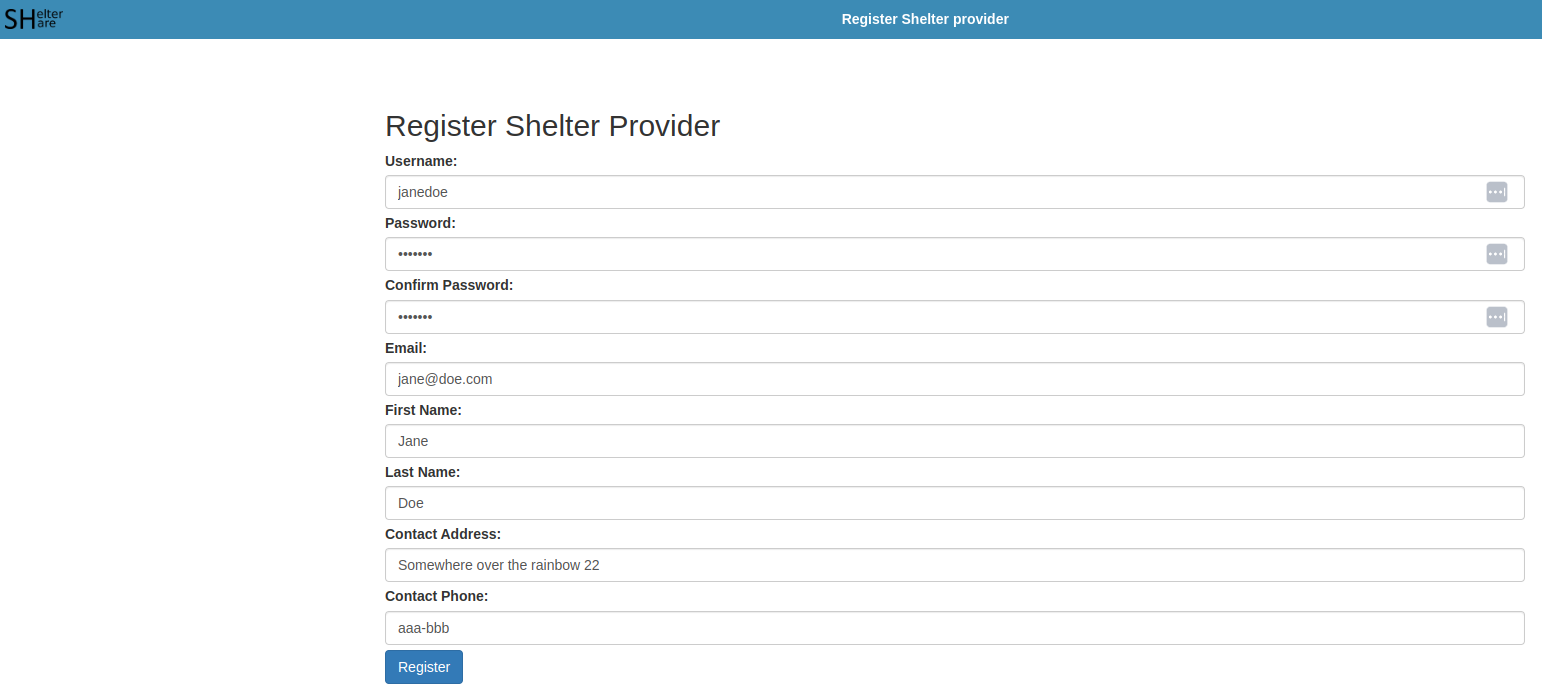 SHelter
are
Register Shelter provider
Register Shelter Provider
Username:
janedoe
Password:
•••••••
Confirm Password:
•••••••
Email:
jane@doe.com
First Name:
Jane
Last Name:
Doe
Contact Address:
Somewhere over the rainbow 22
Contact Phone:
aaa-bbb
Register